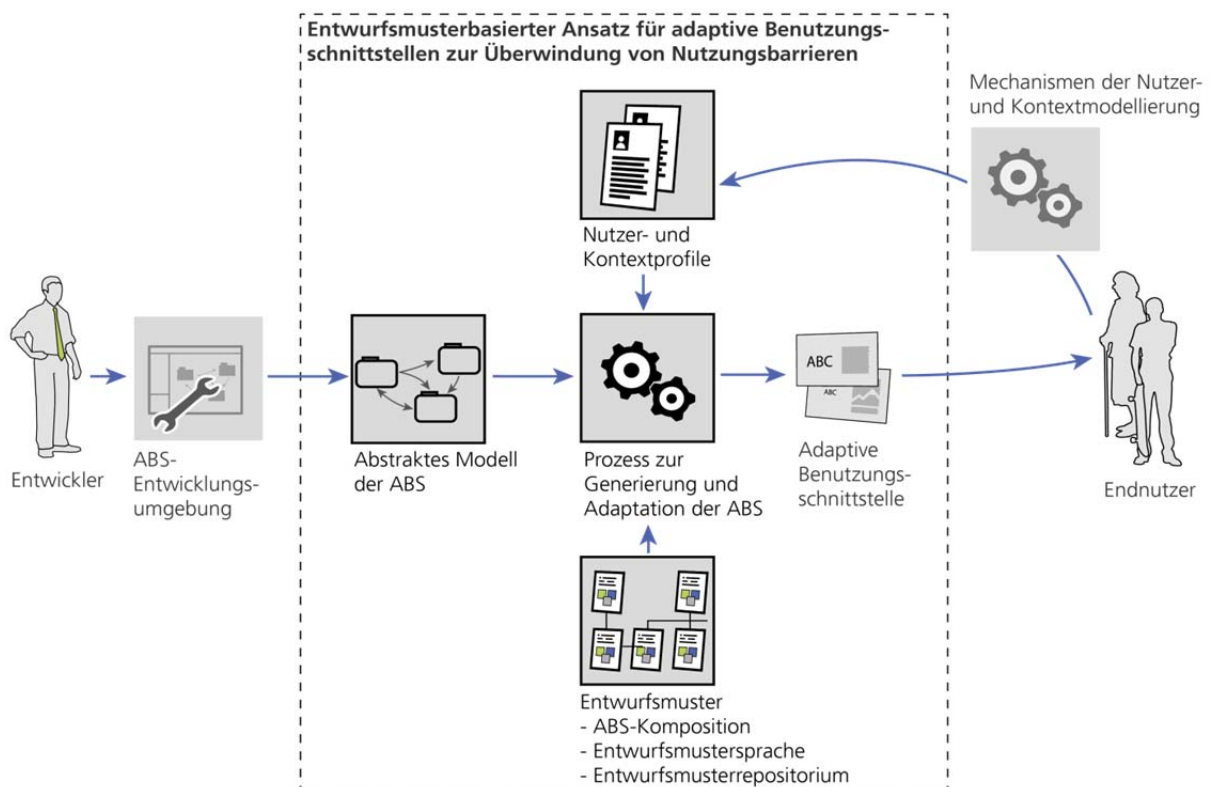 Entwurfsmusterbasierter Ansatz für adaptive Benutzungs-
schnittstellen zur Überwindung von Nutzungsbarrieren
Mechanismen der Nutzer-
und Kontextmodellierung
Nutzer- und
Kontextprofile
Entwickler
ABS-
Entwicklungs-
umgebung
Abstraktes Modell
der ABS
Prozess zur
Generierung und
Adaptation der ABS
ABC
ABC
Adaptive
Benutzungs-
schnittstelle
Endnutzer
Entwurfsmuster
- ABS-Komposition
- Entwurfsmustersprache
- Entwurfsmusterrepositorium